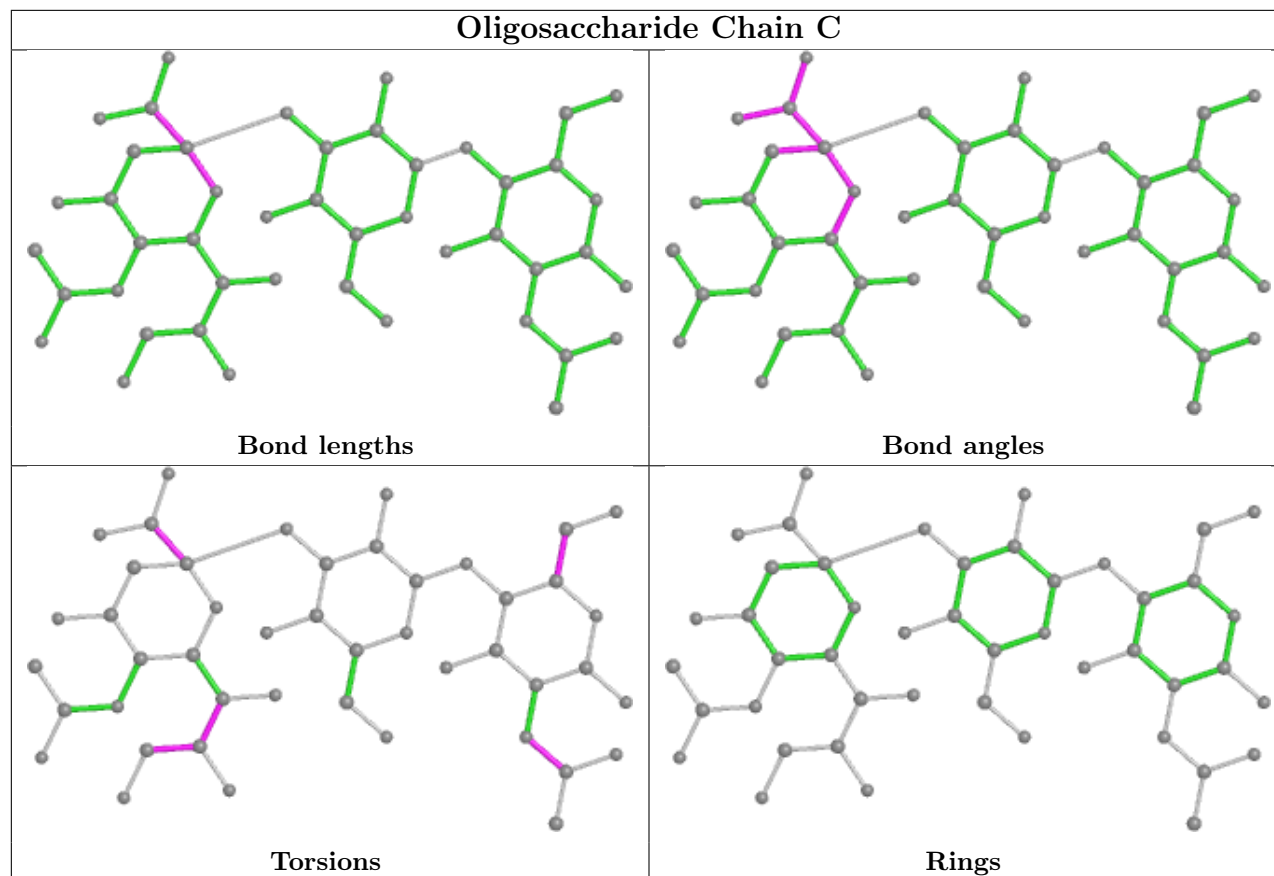 Oligosaccharide Chain C
Bond lengths
Bond angles
Torsions
Rings